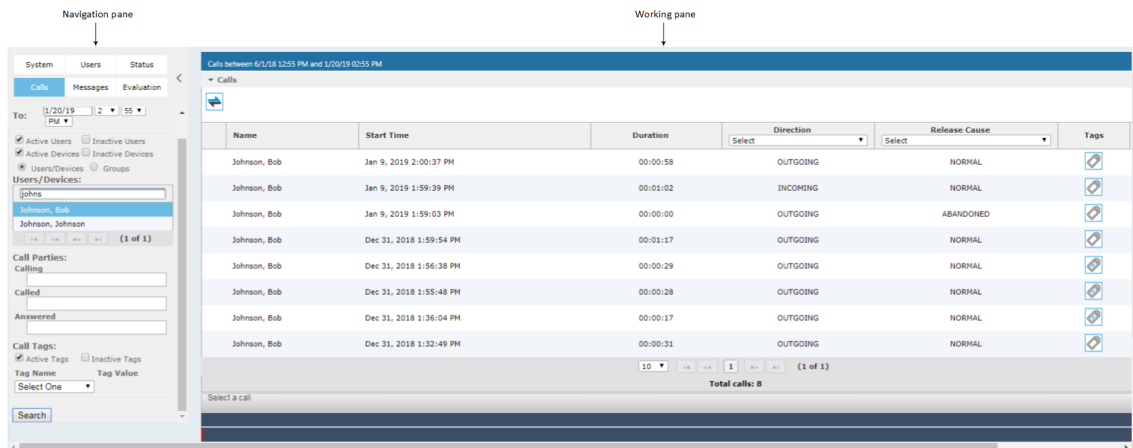 Navigation pane
Working pane
System Users Status
Calls Messages Evaluation
To: 1/20/19 2 55
PM
Active Users Inactive Users
Active Devices Inactive Devices
Users/Devices Groups
Users/Devices:
johns
Johnson, Bob
Johnson, Johnson
(1 of 1)
Call Parties:
Calling
Called
Answered
Call Tags:
Active Tags Inactive Tags
Tag Name Tag Value
Select One
Search
Calls between 6/1/18 12:55 PM and 1/20/19 02:55 PM
Calls
Name Start Time Duration Direction Release Cause Tags
Select Select
Johnson, Bob Jan 9, 2019 2:00:37 PM 00:00:58 OUTGOING NORMAL
Johnson, Bob Jan 9, 2019 1:59:39 PM 00:01:02 INCOMING NORMAL
Johnson, Bob Jan 9, 2019 1:59:03 PM 00:00:00 OUTGOING ABANDONED
Johnson, Bob Dec 31, 2018 1:59:54 PM 00:01:17 OUTGOING NORMAL
Johnson, Bob Dec 31, 2018 1:56:38 PM 00:00:29 OUTGOING NORMAL
Johnson, Bob Dec 31, 2018 1:55:48 PM 00:00:28 OUTGOING NORMAL
Johnson, Bob Dec 31, 2018 1:36:04 PM 00:00:17 OUTGOING NORMAL
Johnson, Bob Dec 31, 2018 1:32:49 PM 00:00:31 OUTGOING NORMAL
10 1 (1 of 1)
Total calls: 8
Select a call